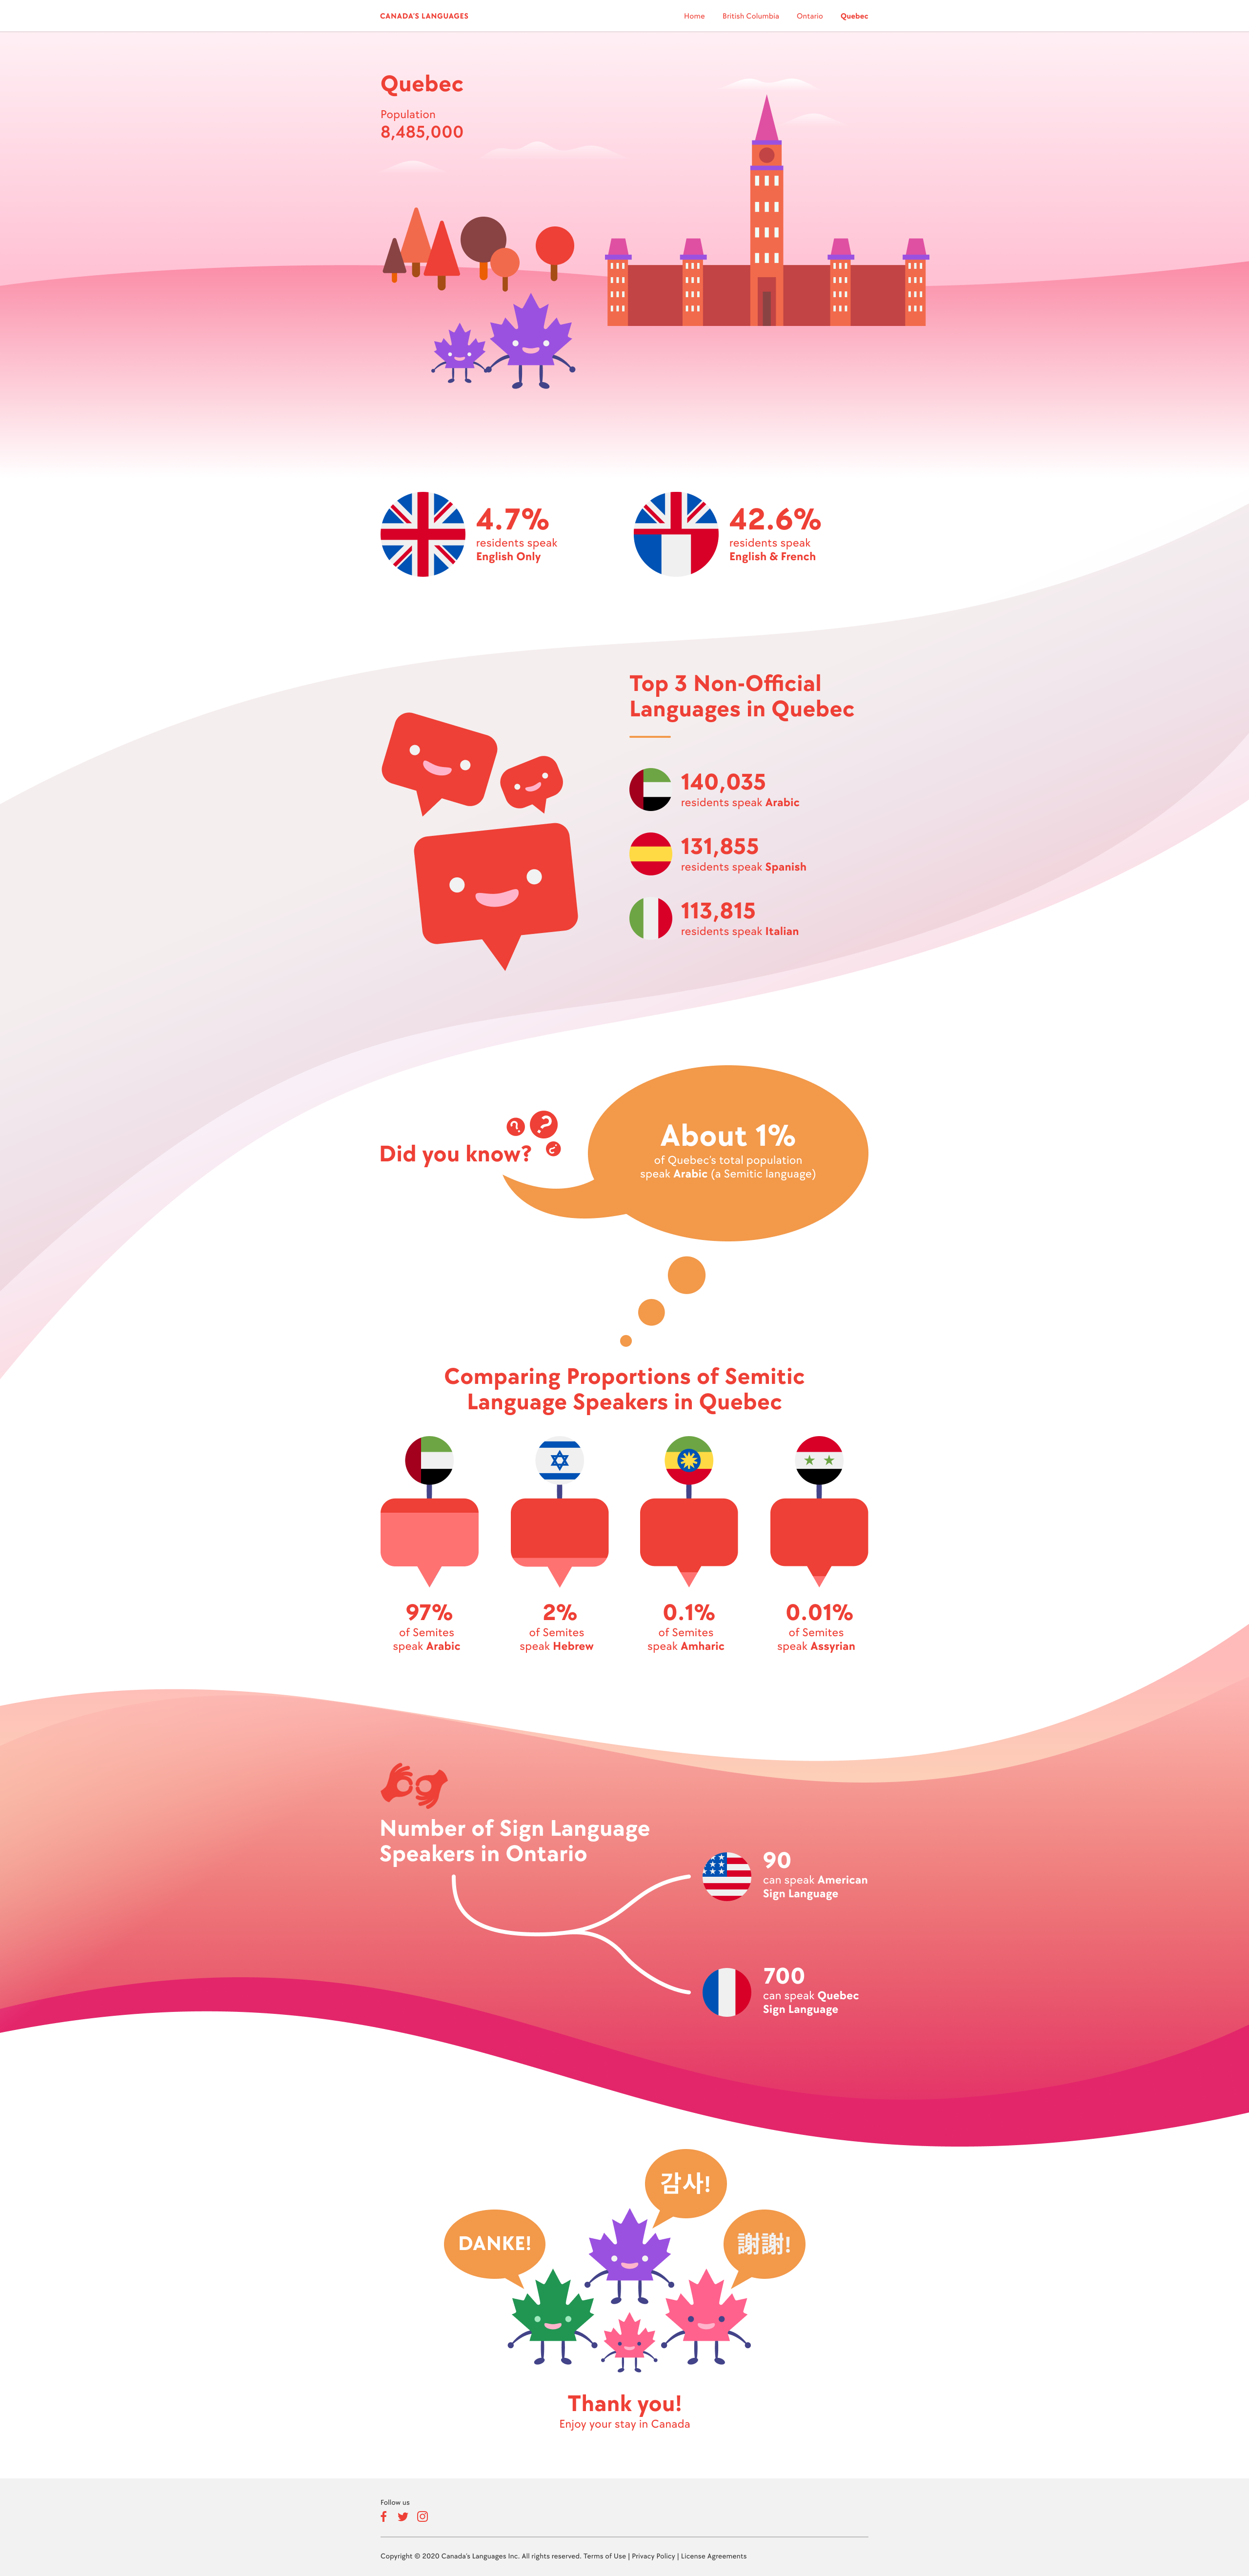 CANADA'S LANGUAGES
Home British Columbia Ontario Quebec
Quebec
Population
8,485,000
4.7%
residents speak
English Only
42.6%
residents speak
English & French
Top 3 Non-Official
Languages in Quebec
140,035
residents speak Arabic
131,855
residents speak Spanish
113,815
residents speak Italian
Did you know?
? ? ?
About 1%
of Quebec's total population
speak Arabic (a Semitic language)
Comparing Proportions of Semitic
Language Speakers in Quebec
97%
of Semites
speak Arabic
2%
of Semites
speak Hebrew
0.1%
of Semites
speak Amharic
0.01%
of Semites
speak Assyrian
Number of Sign Language
Speakers in Ontario
90
can speak American
Sign Language
700
can speak Quebec
Sign Language
감사!
DANKE!
謝謝!
Thank you!
Enjoy your stay in Canada
Follow us
Copyright © 2020 Canada's Languages Inc. All rights reserved. Terms of Use | Privacy Policy | License Agreements